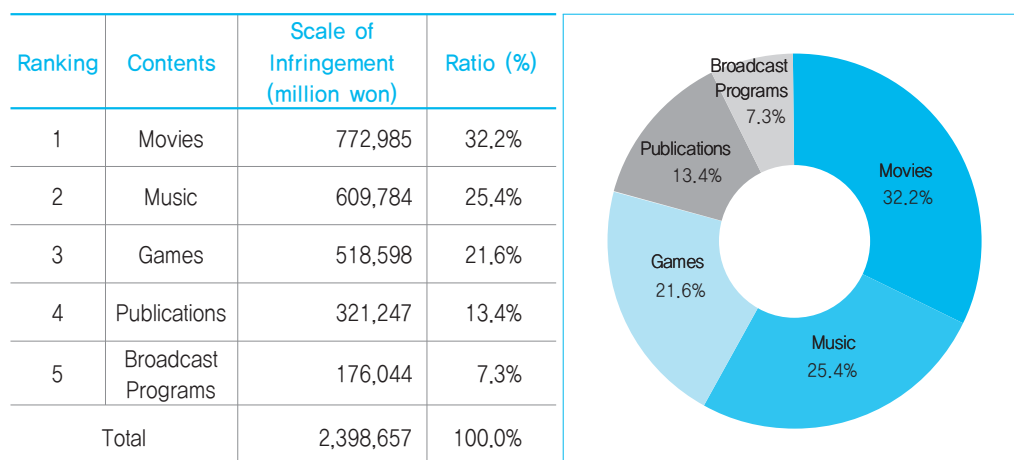 Ranking
Contents
Scale of
Infringement
(million won)
Ratio (%)
1 Movies 772,985 32.2%
2 Music 609,784 25.4%
3 Games 518,598 21.6%
4 Publications 321,247 13.4%
5 Broadcast
Programs 176,044 7.3%
Total 2,398,657 100.0%
Broadcast
Programs
7.3%
Publications
13.4%
Movies
32.2%
Games
21.6%
Music
25.4%